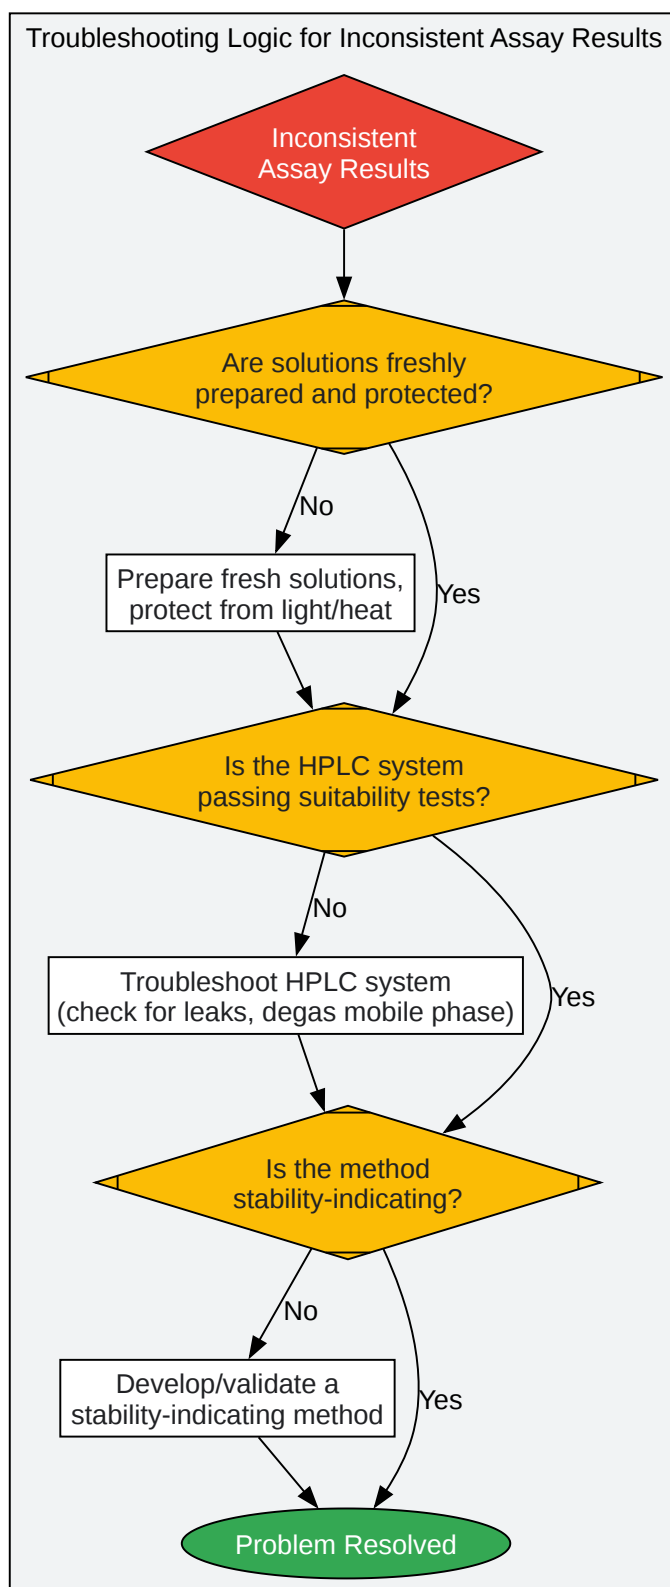 Troubleshooting Logic for Inconsistent Assay Results
Inconsistent
Assay Results
Are solutions freshly
prepared and protected?
No
Prepare fresh solutions,
protect from light/heat
Yes
Is the HPLC system
passing suitability tests?
No
Troubleshoot HPLC system
(check for leaks, degas mobile phase)
Yes
Is the method
stability-indicating?
No
Develop/validate a
stability-indicating method
Yes
Problem Resolved